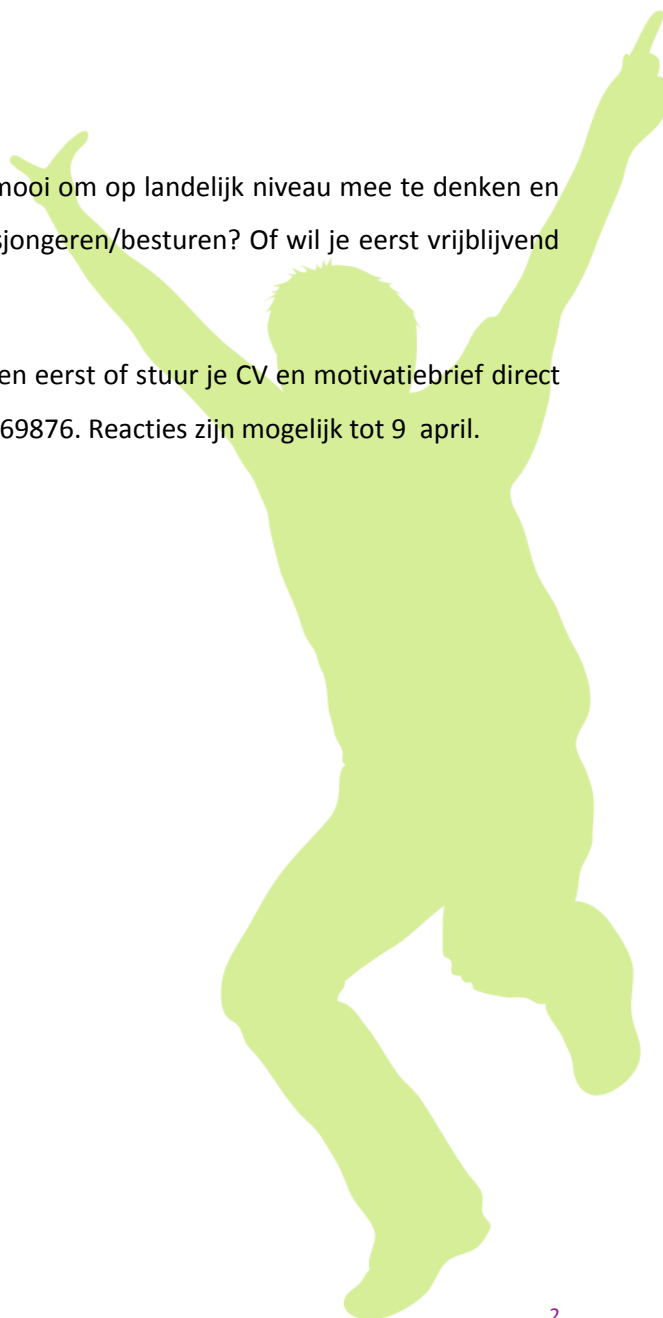 mooi om op landelijk niveau mee te denken en
sjongeren/besturen? Of wil je eerst vrijblijvend
en eerst of stuur je CV en motivatiebrief direct
69876. Reacties zijn mogelijk tot 9 april.
2